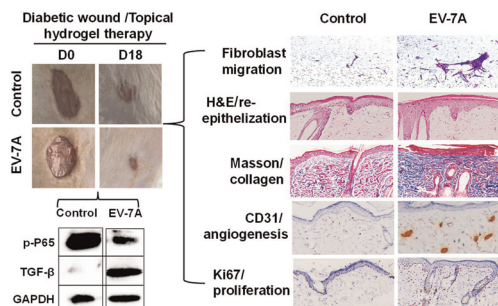 Diabetic wound /Topical
hydrogel therapy
D0 D18
Control
EV-7A
Control EV-7A
p-P65
TGF-β
GAPDH
Control EV-7A
Fibroblast
migration
H&E/re-
epithelization
Masson/
collagen
CD31/
angiogenesis
Ki67/
proliferation